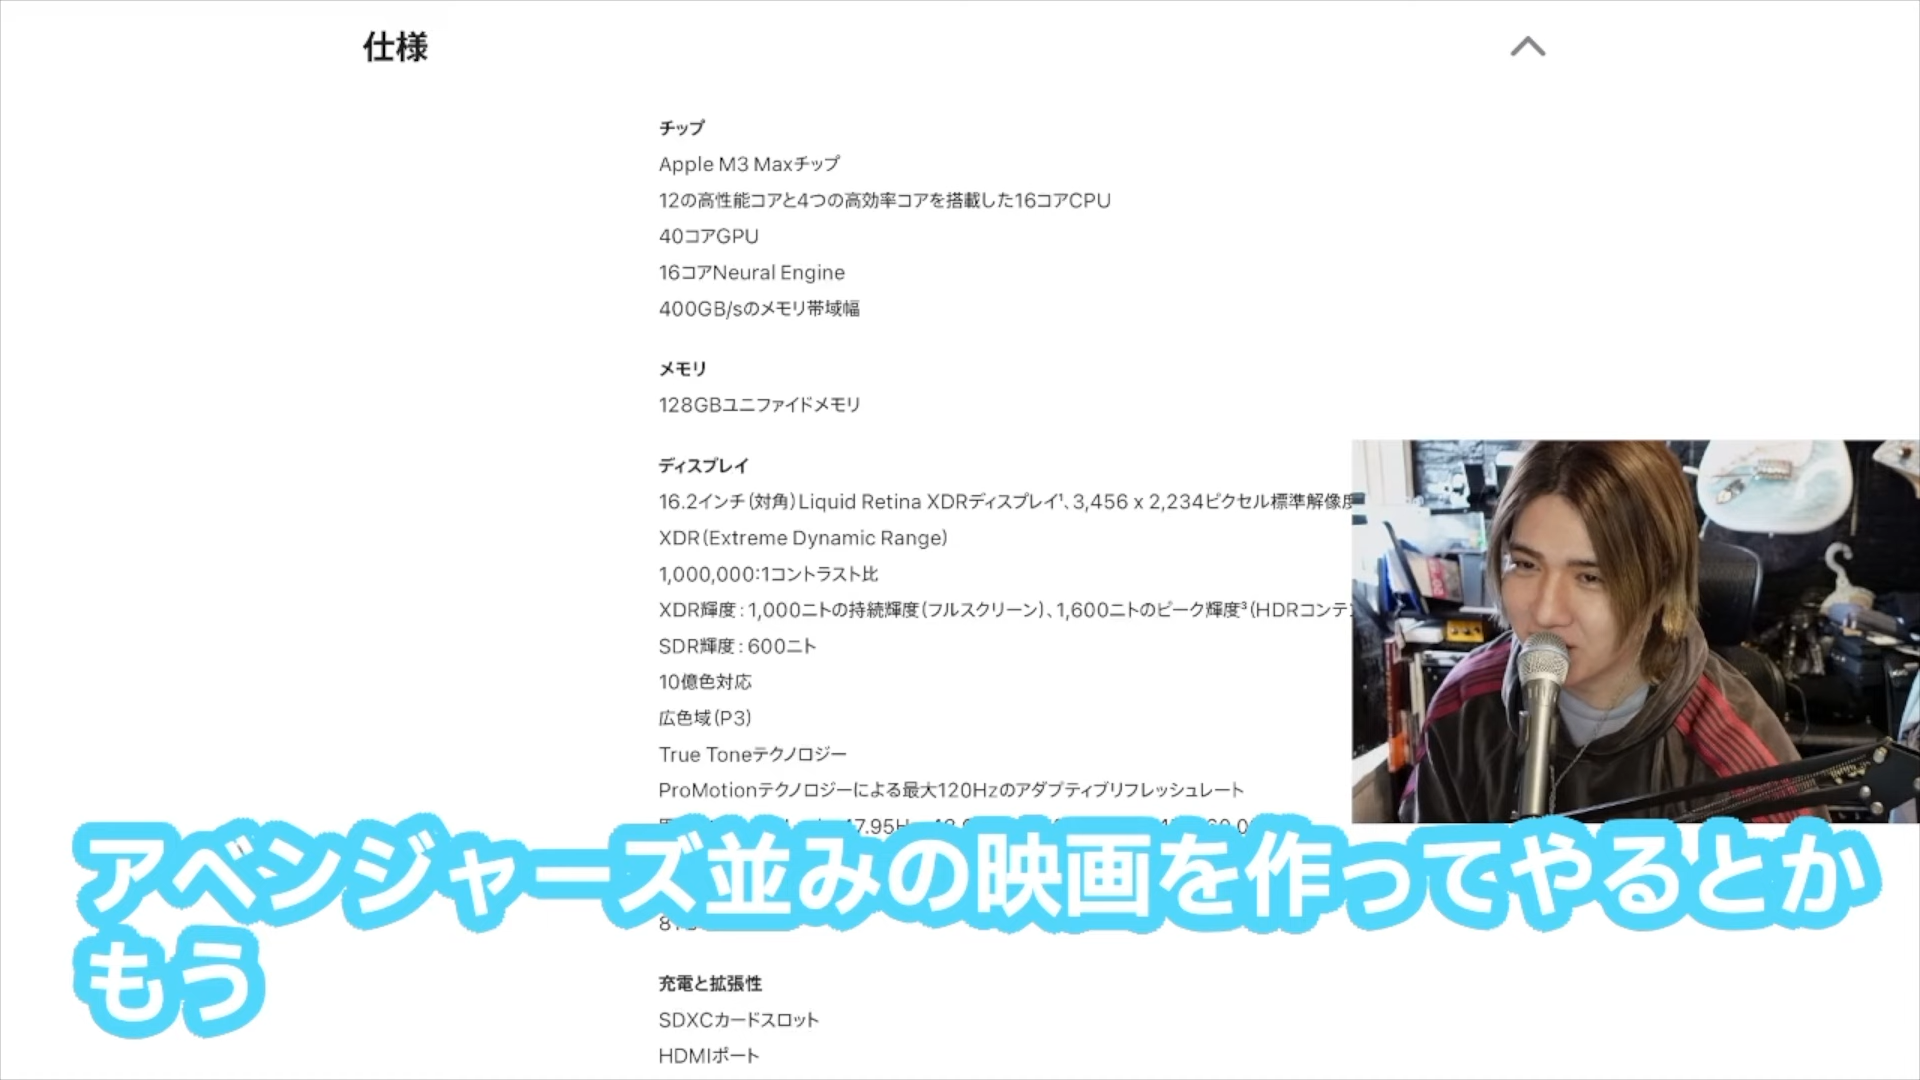 仕様
チップ
Apple M3 Maxチップ
12の高性能コアと4つの高効率コアを搭載した16コアCPU
40コアGPU
16コアNeural Engine
400GB/sのメモリ帯域幅
メモリ
128GBユニファイドメモリ
ディスプレイ
16.2インチ（対角）Liquid Retina XDRディスプレイ¹、3,456 x 2,234ピクセル標準解像度
XDR（Extreme Dynamic Range）
1,000,000:1コントラスト比
XDR輝度：1,000ニトの持続輝度（フルスクリーン）、1,600ニトのピーク輝度³（HDRコンテ
SDR輝度：600ニト
10億色対応
広色域（P3）
True Toneテクノロジー
ProMotionテクノロジーによる最大120Hzのアダプティブリフレッシュレート
アベンジャーズ並みの映画を作ってやるとか
もう
充電と拡張性
SDXCカードスロット
HDMIポート